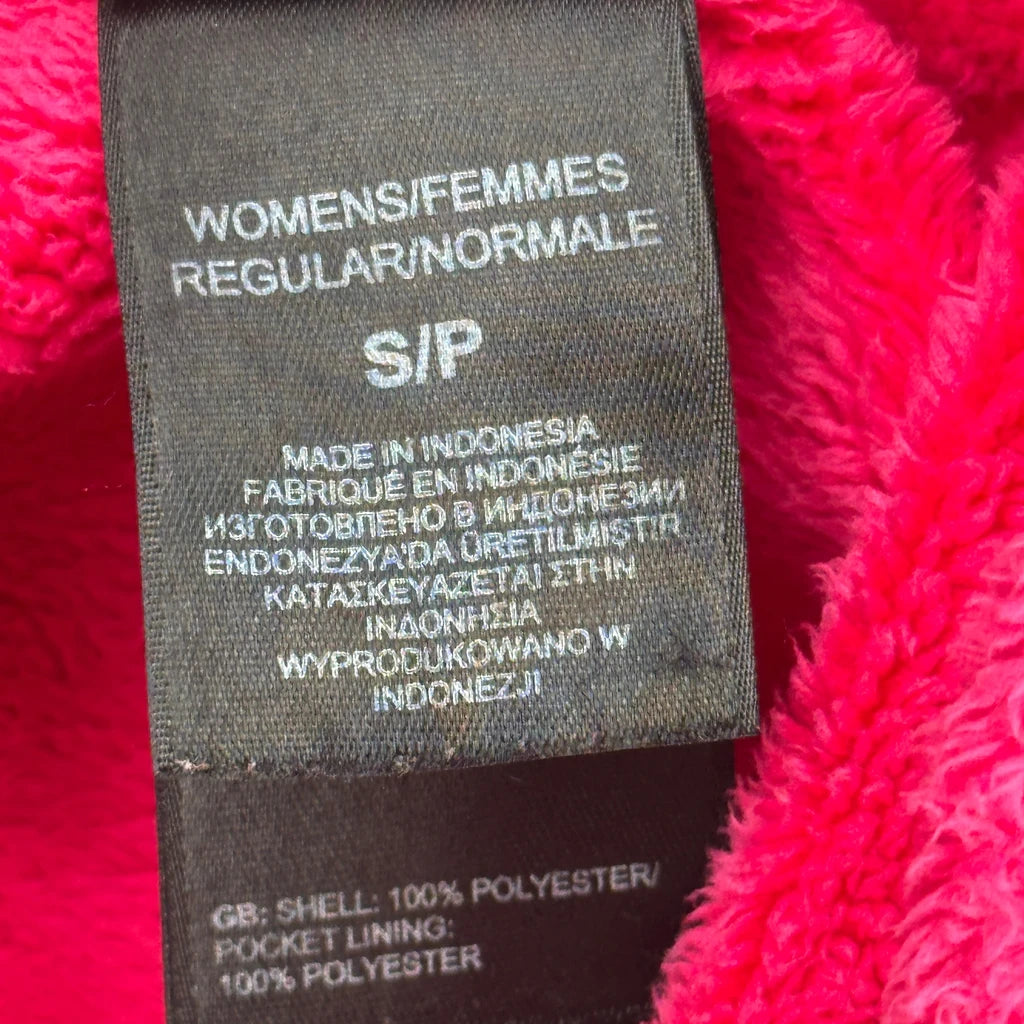 WOMENS/FEMMES
REGULAR/NORMALE
S/P
MADE IN INDONESIA
FABRIQUÉ EN INDONÉSIE
ИЗГОТОВЛЕНО В ИНДОНЕЗИИ
ENDONEZYA'DA ÜRETILMIŞTIR
ΚΑΤΑΣΚΕΥΑΖΕΤΑΙ ΣΤΗΝ
ΙΝΔΟΝΗΣΙΑ
WYPRODUKOWANO W
INDONEZJI
GB: SHELL: 100% POLYESTER/
POCKET LINING:
100% POLYESTER